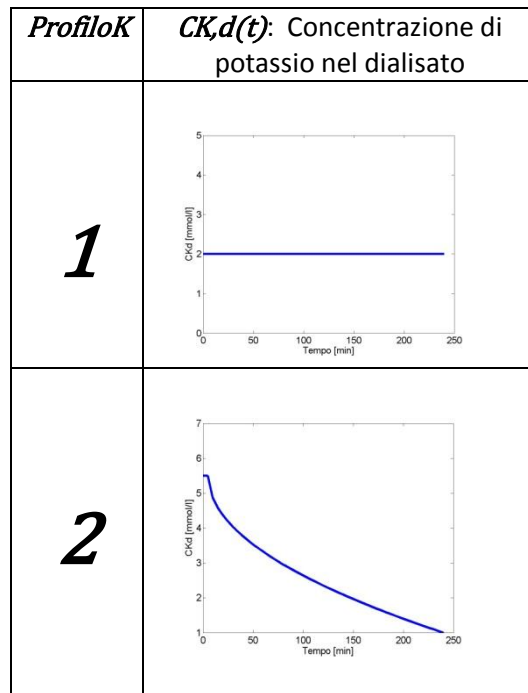 ProfiloK
CK,d(t): Concentrazione di
potassio nel dialisato
1
5
4
3
2
1
0
CKd [mmol/l]
0 50 100 150 200 250
Tempo [min]
2
7
6
5
4
3
2
1
CKd [mmol/l]
0 50 100 150 200 250
Tempo [min]